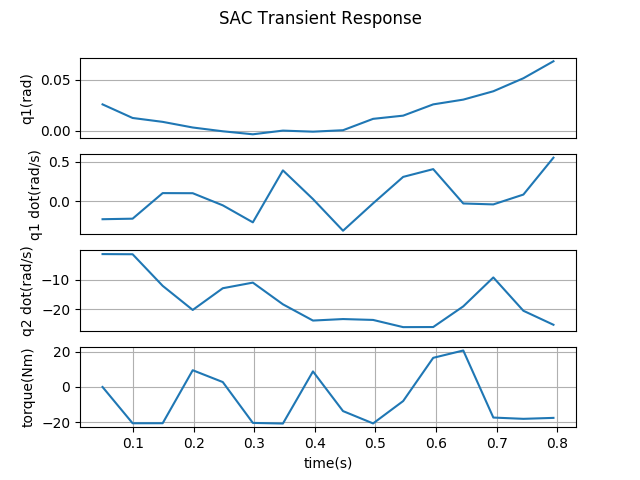 SAC Transient Response
q1(rad)
0.05
0.00
q1 dot(rad/s)
0.5
0.0
q2 dot(rad/s)
−10
−20
torque(Nm)
20
0
−20
0.1 0.2 0.3 0.4 0.5 0.6 0.7 0.8
time(s)